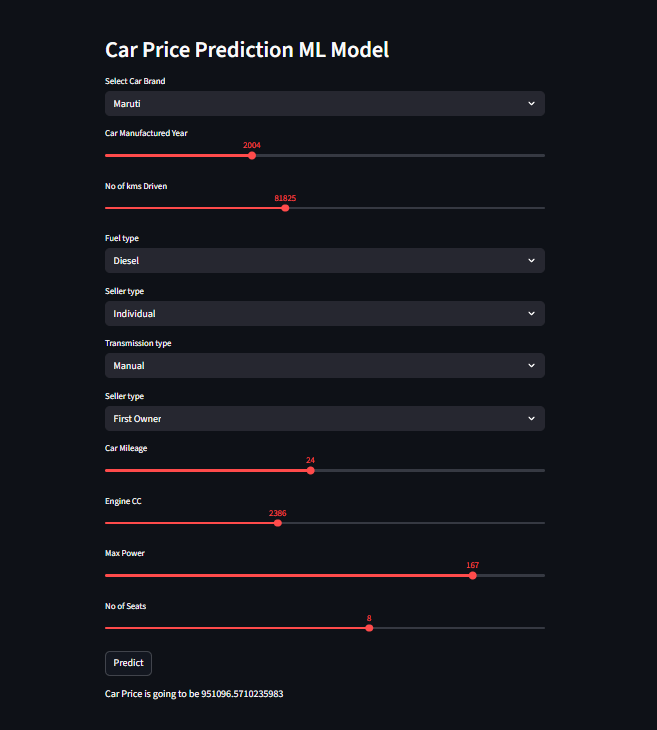 Car Price Prediction ML Model
Select Car Brand
Maruti
Car Manufactured Year
2004
No of kms Driven
81825
Fuel type
Diesel
Seller type
Individual
Transmission type
Manual
Seller type
First Owner
Car Mileage
24
Engine CC
2386
Max Power
167
No of Seats
8
Predict
Car Price is going to be 951096.5710235983